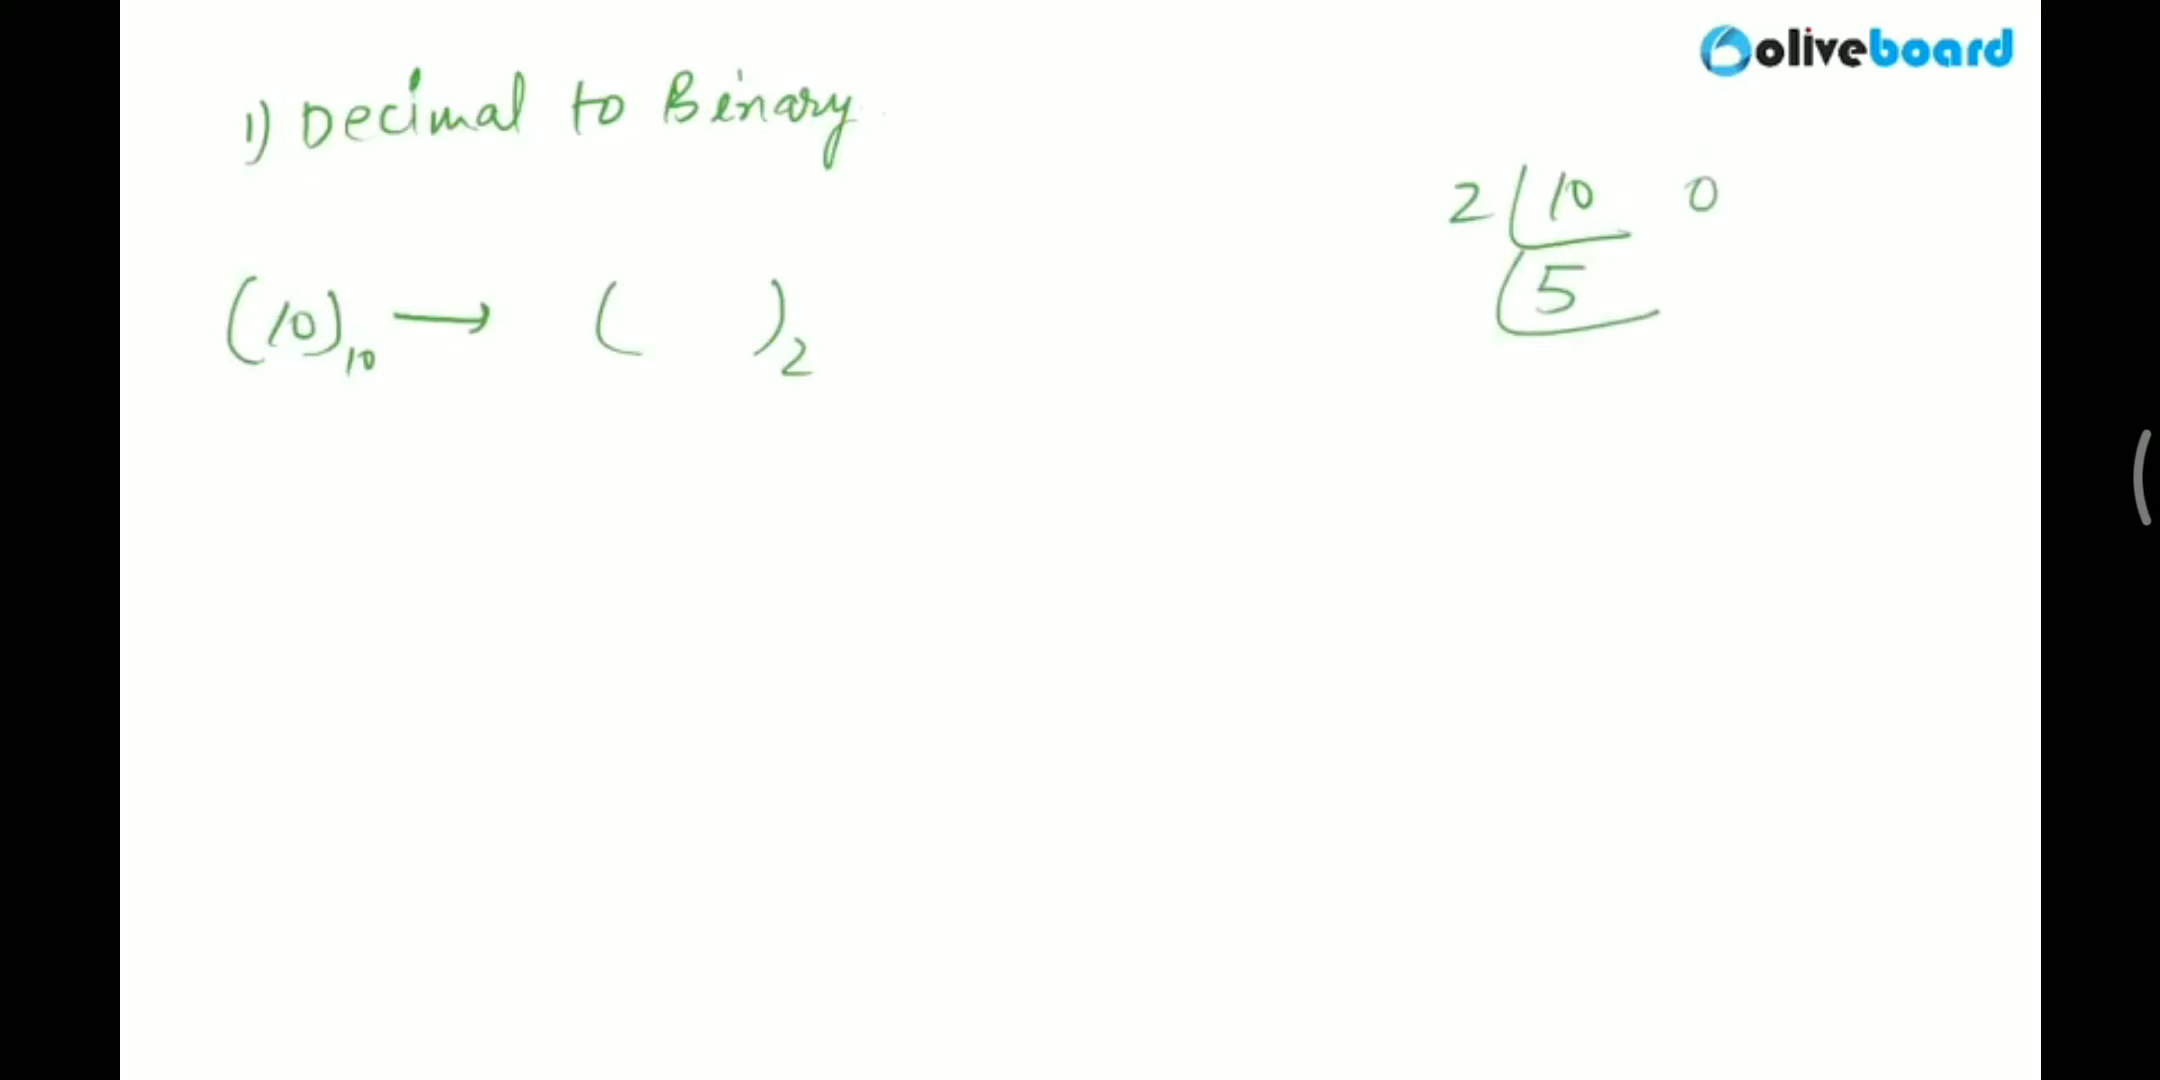 oliveboard
1) Decimal to Binary
2 10 0
5
(10)10 → ( )2